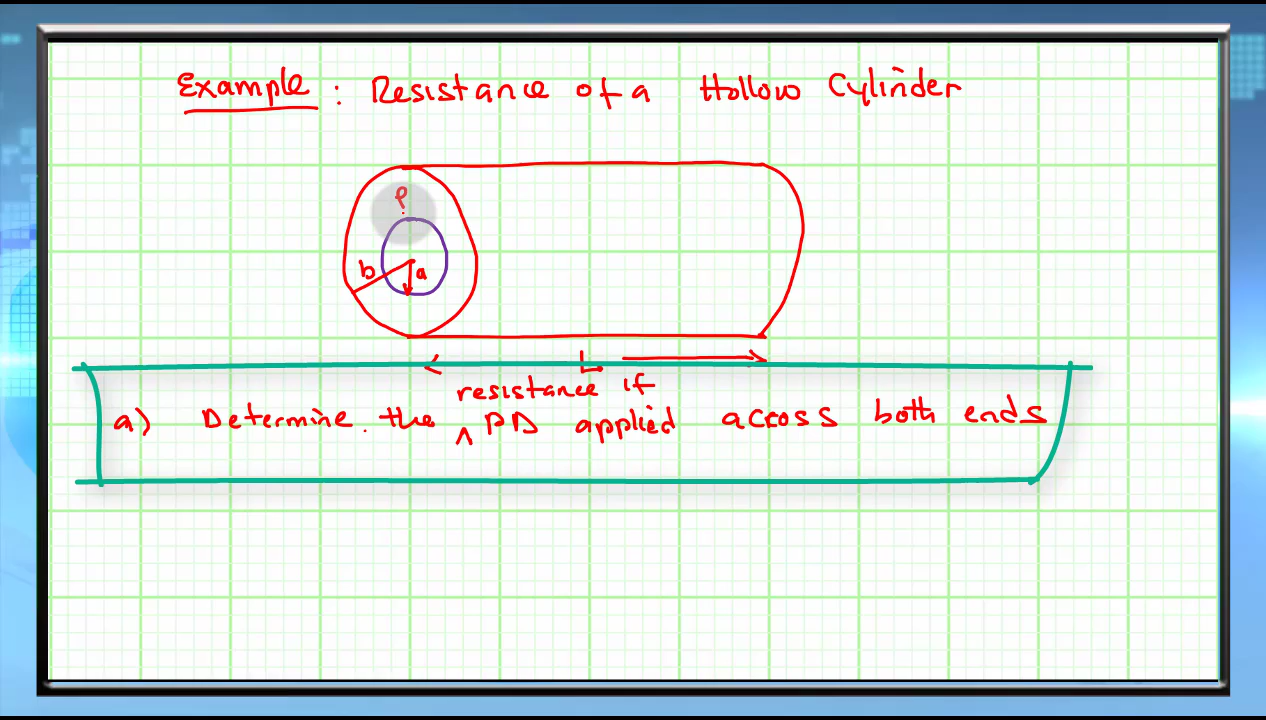 Example : Resistance of a Hollow Cylinder
ρ
b a
L
resistance if
a) Determine the ^ PD applied across both ends